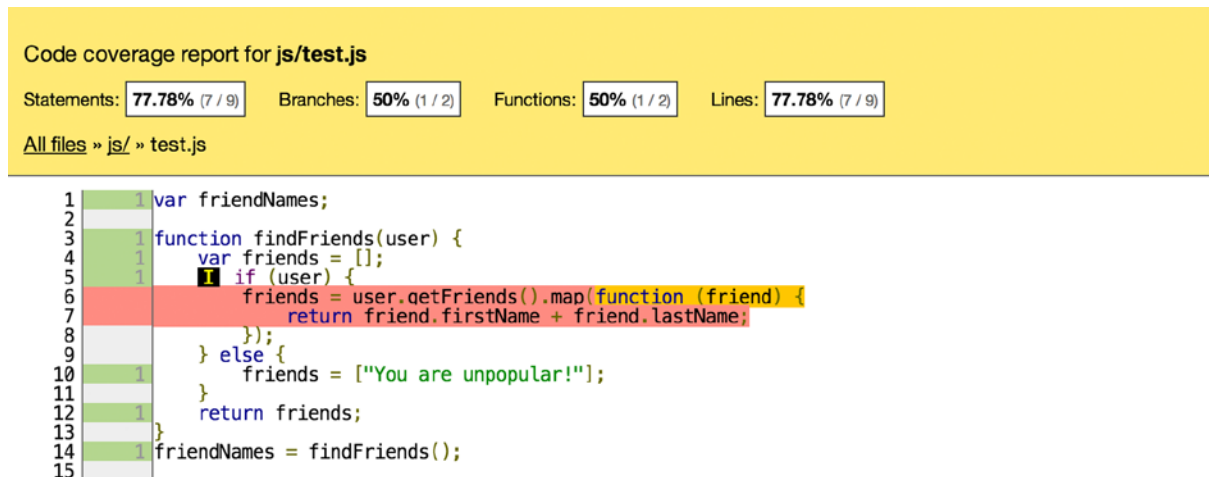 Code coverage report for js/test.js
Statements: 77.78% (7 / 9) Branches: 50% (1 / 2) Functions: 50% (1 / 2) Lines: 77.78% (7 / 9)
All files » js/ » test.js
1 1 var friendNames;
2
3 1 function findFriends(user) {
4 1 var friends = [];
5 1 I if (user) {
6 friends = user.getFriends().map(function (friend) {
7 return friend.firstName + friend.lastName;
8 });
9 } else {
10 1 friends = ["You are unpopular!"];
11 }
12 1 return friends;
13 }
14 1 friendNames = findFriends();
15